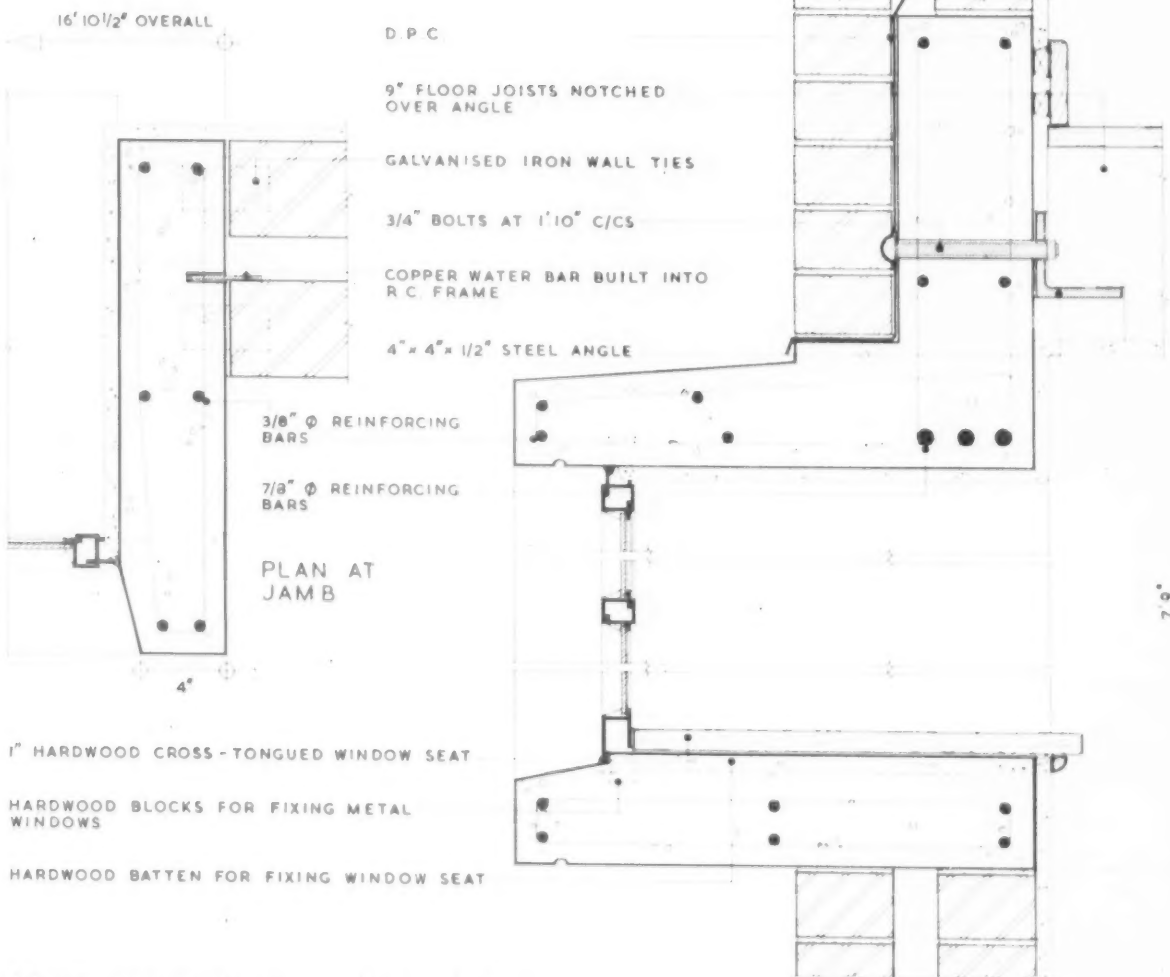 16' 10 1/2" OVERALL
D.P.C.
9" FLOOR JOISTS NOTCHED
OVER ANGLE
GALVANISED IRON WALL TIES
3/4" BOLTS AT 1' 10" C/CS
COPPER WATER BAR BUILT INTO
R.C. FRAME
4" × 4" × 1/2" STEEL ANGLE
3/8" Φ REINFORCING
BARS
7/8" Φ REINFORCING
BARS
PLAN AT
JAMB
4"
7' 9"
1" HARDWOOD CROSS-TONGUED WINDOW SEAT
HARDWOOD BLOCKS FOR FIXING METAL
WINDOWS
HARDWOOD BATTEN FOR FIXING WINDOW SEAT